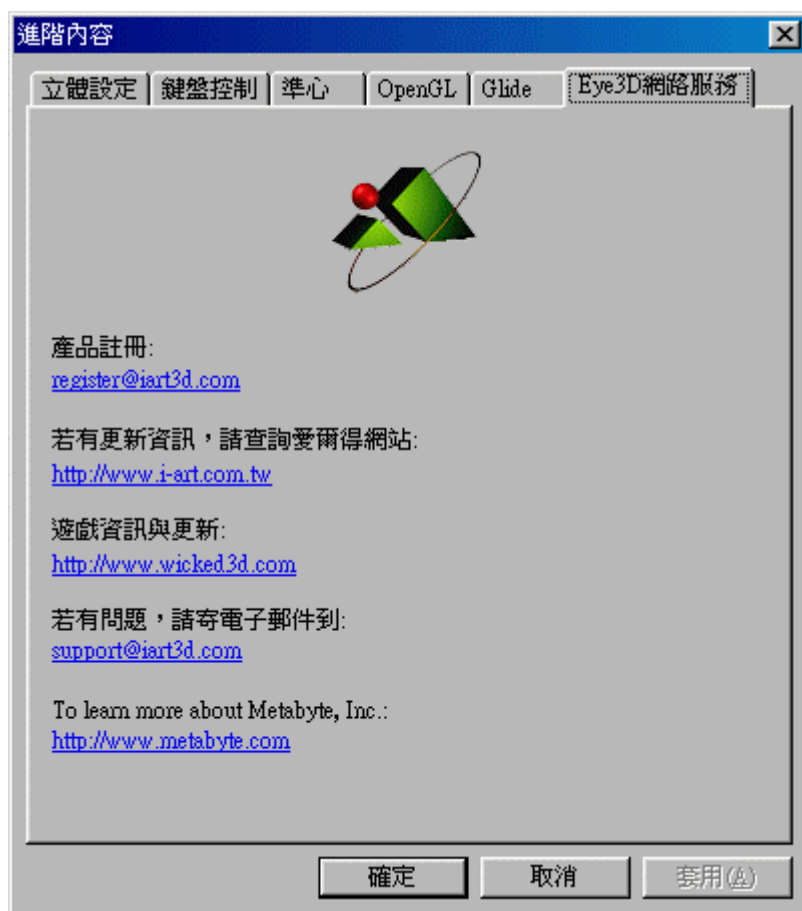 進階內容
立體設定 鍵盤控制 準心 OpenGL Glide Eye3D網路服務
產品註冊:
register@iart3d.com
若有更新資訊，請查詢愛爾得網站:
http://www.i-art.com.tw
遊戲資訊與更新:
http://www.wicked3d.com
若有問題，請寄電子郵件到:
support@iart3d.com
To learn more about Metabyte, Inc.:
http://www.metabyte.com
確定 取消 套用(A)